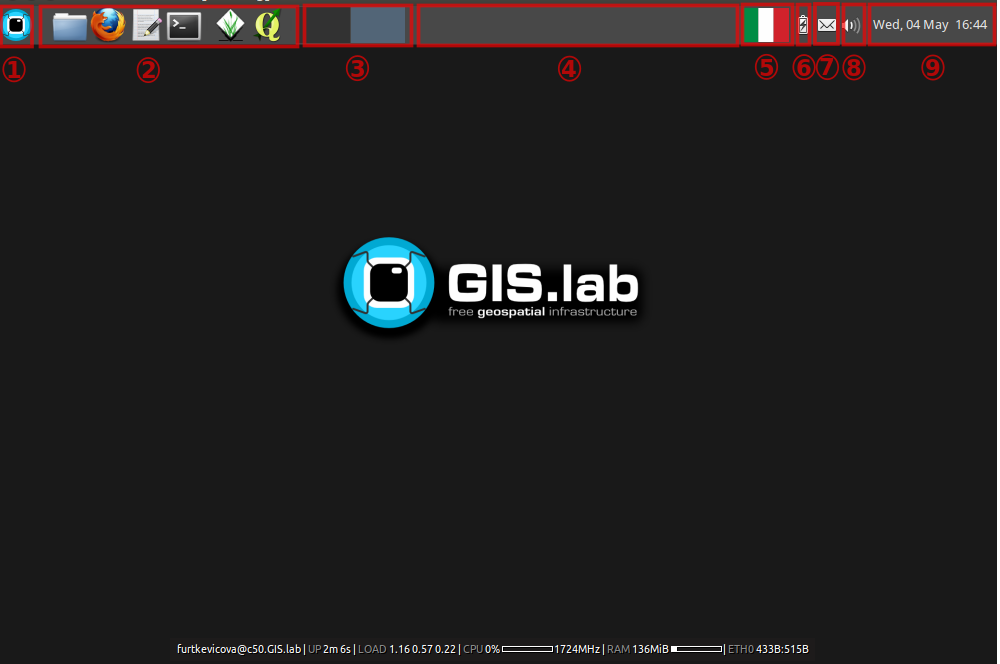 Wed, 04 May 16:44
① ② ③ ④ ⑤ ⑥ ⑦ ⑧ ⑨
GIS.lab
free geospatial infrastructure
furtkevicova@c50.GIS.lab | UP 2m 6s | LOAD 1.16 0.57 0.22 | CPU 0% 1724MHz | RAM 136MiB | ETH0 433B:515B